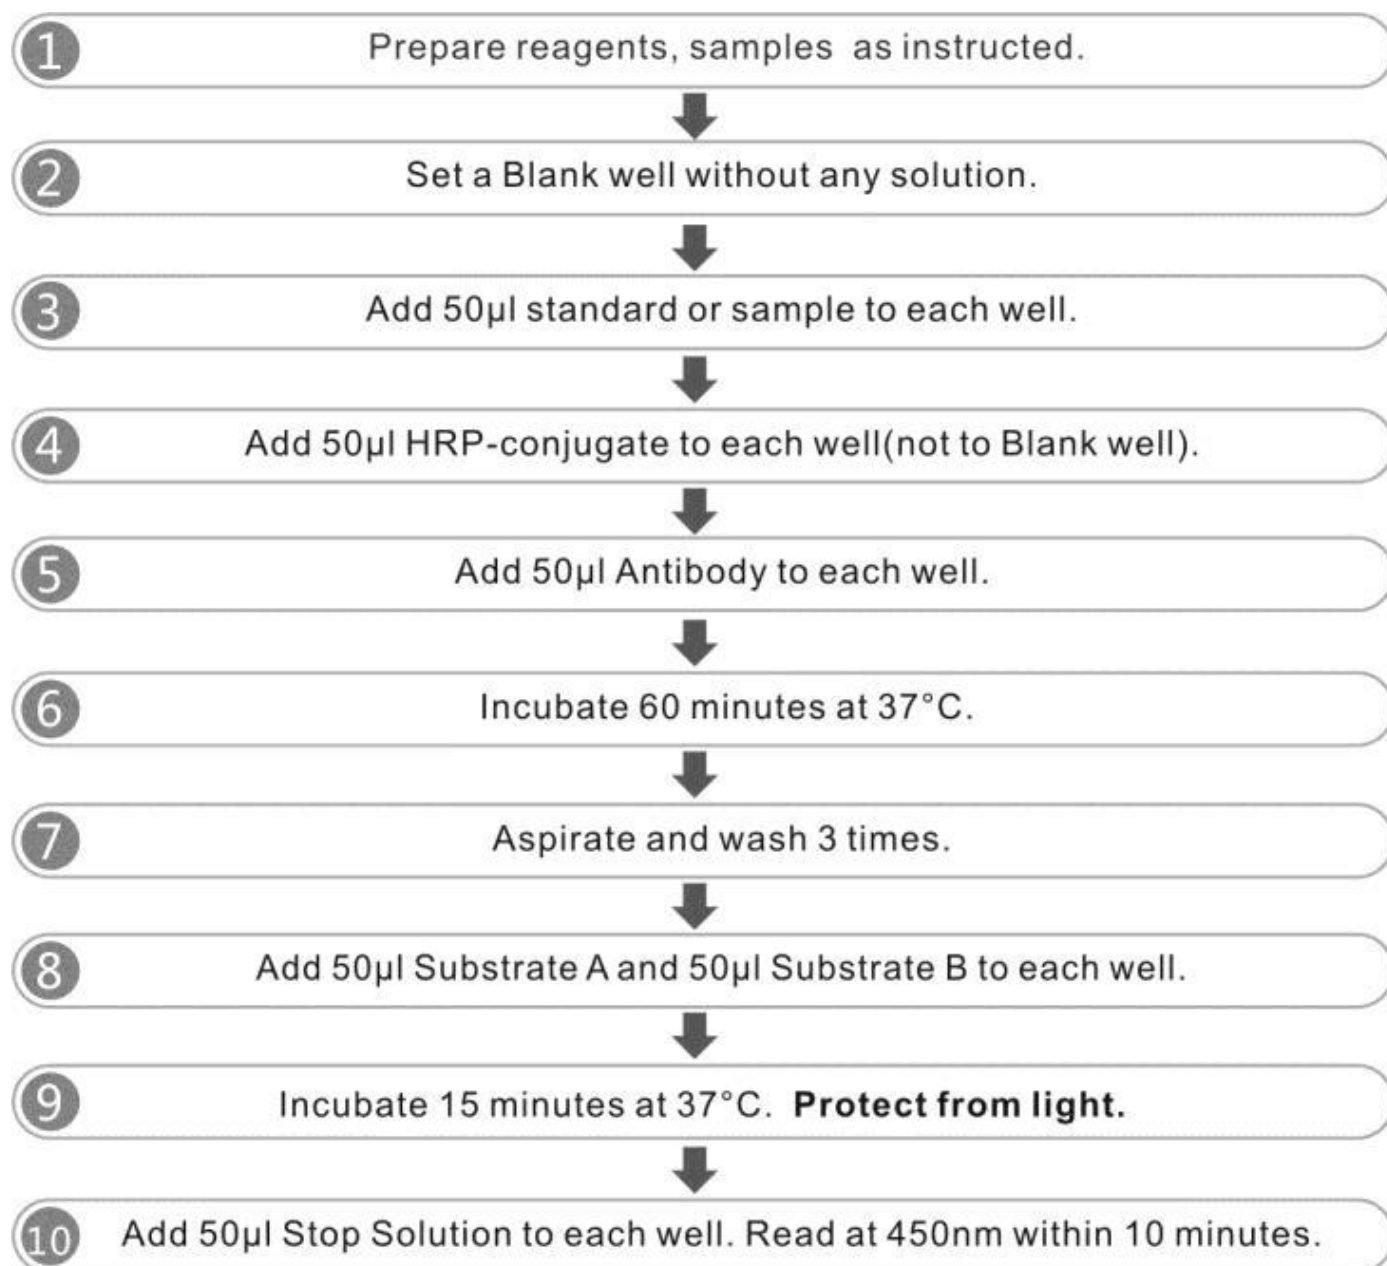 1 Prepare reagents, samples as instructed.
2 Set a Blank well without any solution.
3 Add 50µl standard or sample to each well.
4 Add 50µl HRP-conjugate to each well(not to Blank well).
5 Add 50µl Antibody to each well.
6 Incubate 60 minutes at 37°C.
7 Aspirate and wash 3 times.
8 Add 50µl Substrate A and 50µl Substrate B to each well.
9 Incubate 15 minutes at 37°C. Protect from light.
10 Add 50µl Stop Solution to each well. Read at 450nm within 10 minutes.